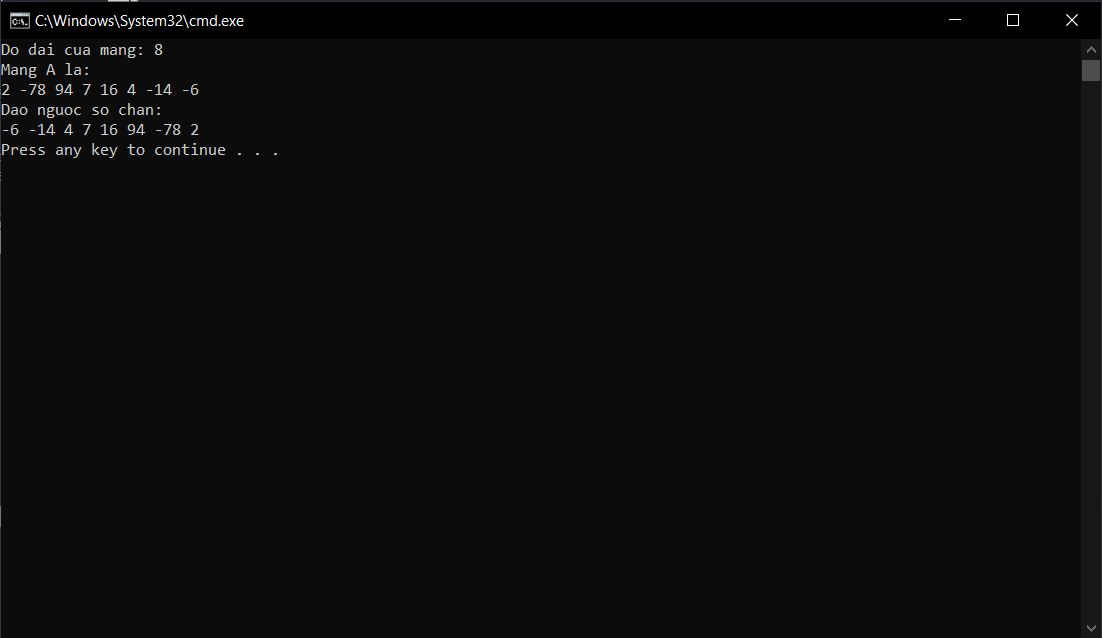 C:\Windows\System32\cmd.exe
Do dai cua mang: 8
Mang A la:
2 -78 94 7 16 4 -14 -6
Dao nguoc so chan:
-6 -14 4 7 16 94 -78 2
Press any key to continue . . .